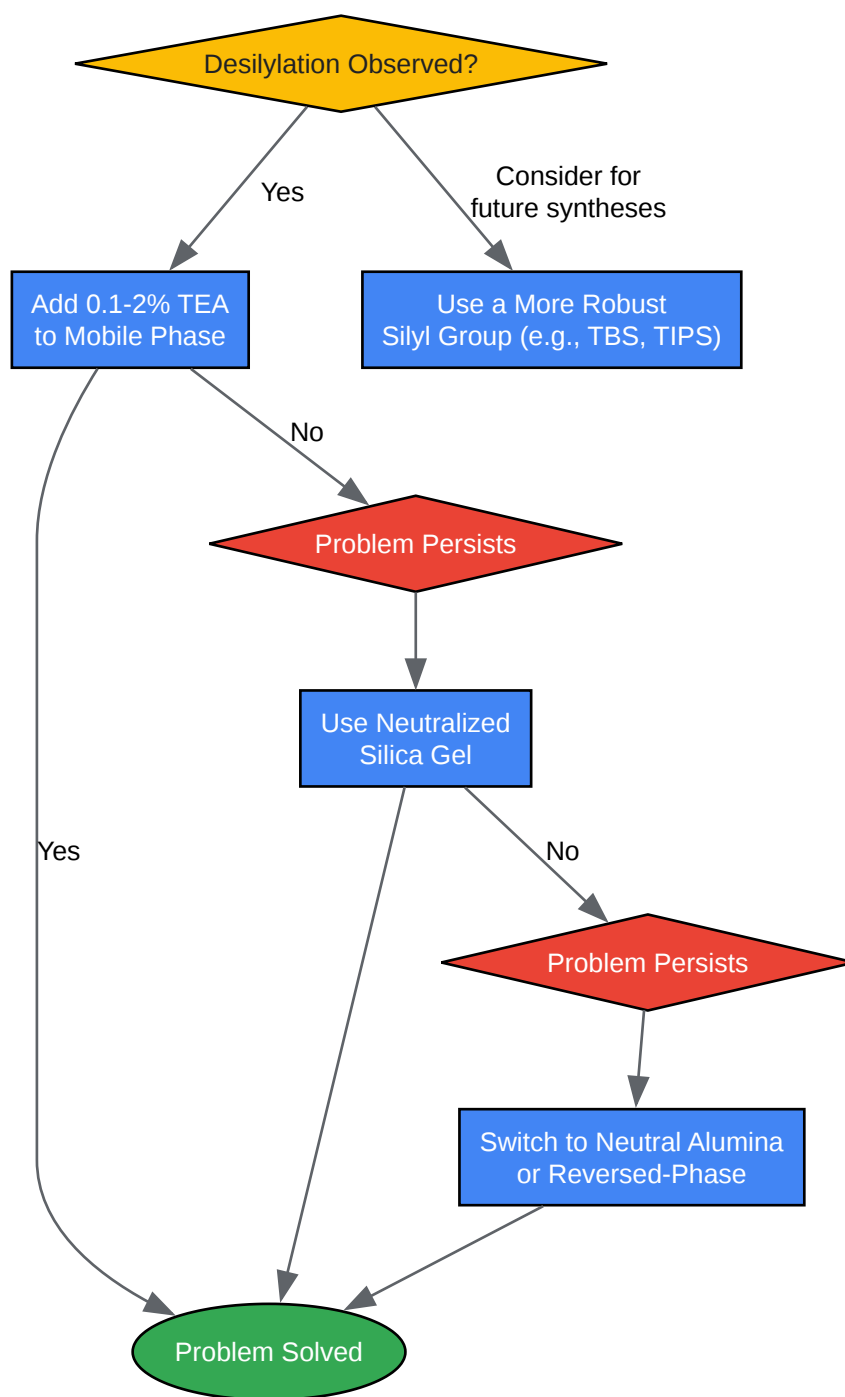 Desilylation Observed?
Yes
Consider for
future syntheses
Add 0.1-2% TEA
to Mobile Phase
Use a More Robust
Silyl Group (e.g., TBS, TIPS)
No
Problem Persists
Use Neutralized
Silica Gel
Yes
No
Problem Persists
Switch to Neutral Alumina
or Reversed-Phase
Problem Solved